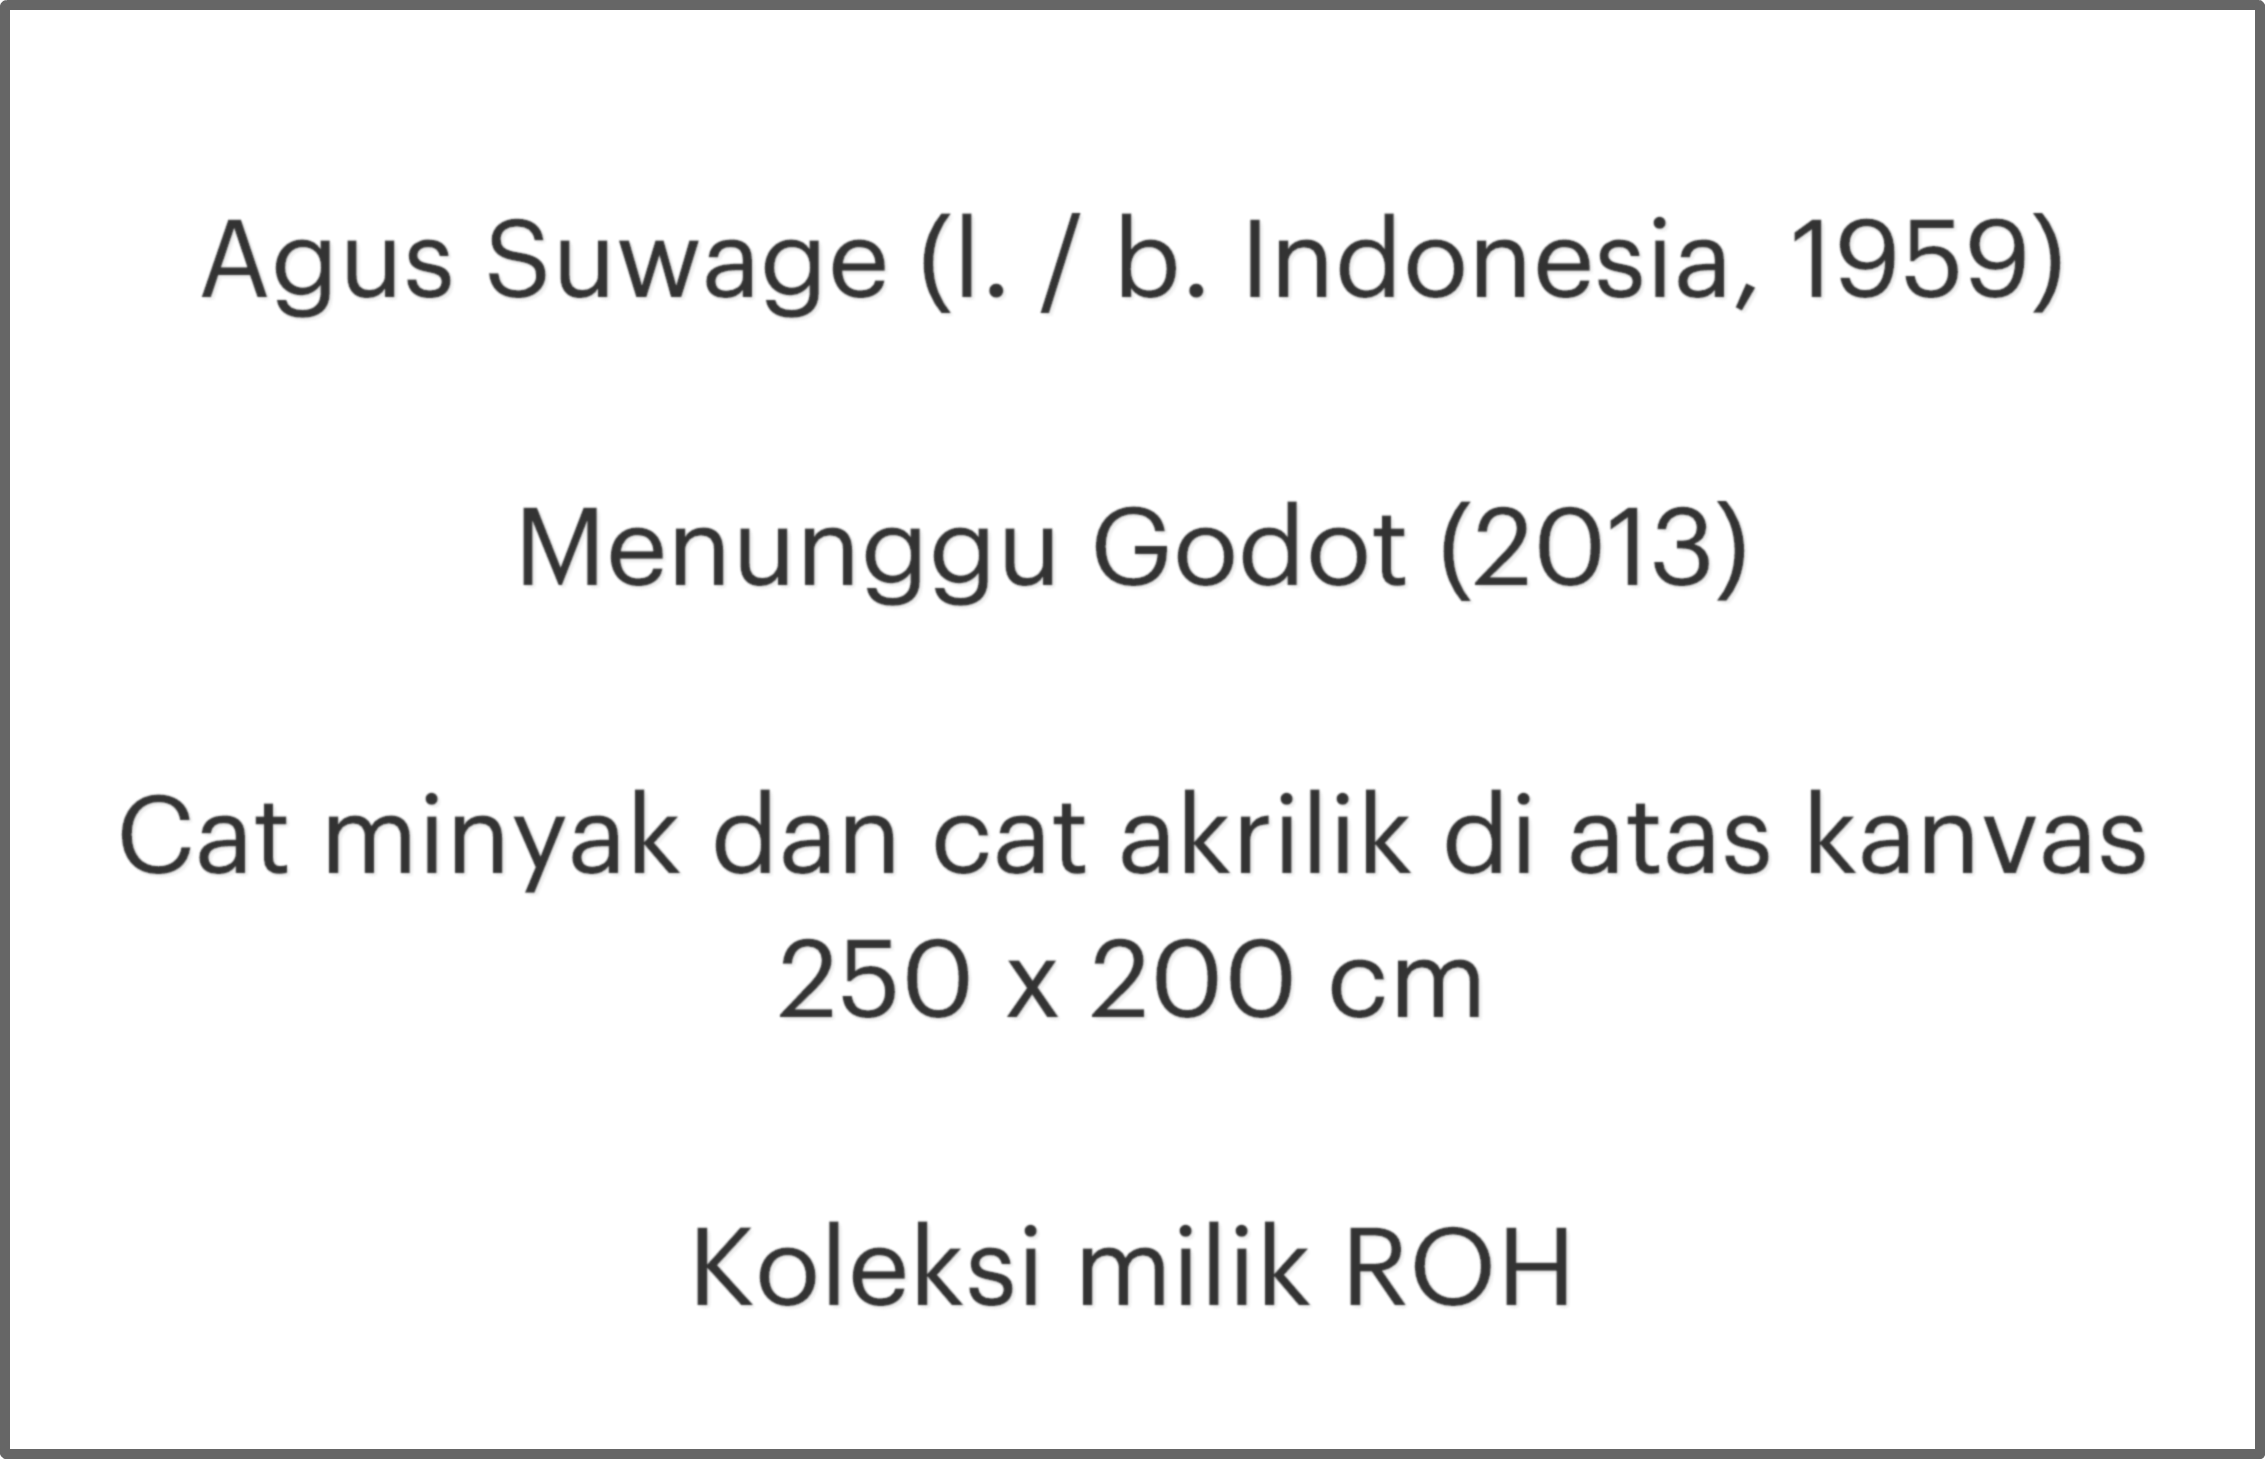 Agus Suwage (l. / b. Indonesia, 1959)
Menunggu Godot (2013)
Cat minyak dan cat akrilik di atas kanvas
250 x 200 cm
Koleksi milik ROH